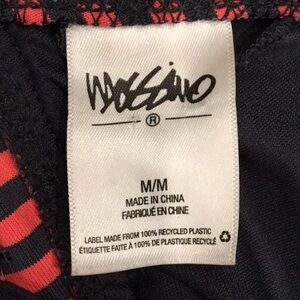 Mossimo
®
M/M
MADE IN CHINA
FABRIQUÉ EN CHINE
LABEL MADE FROM 100% RECYCLED PLASTIC
ÉTIQUETTE FAITE À 100% DE PLASTIQUE RECYCLÉ